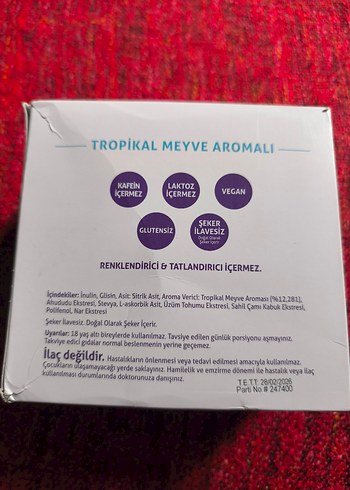 TROPİKAL MEYVE AROMALI
KAFEİN
İÇERMEZ
LAKTOZ
İÇERMEZ
VEGAN
GLUTENSİZ
ŞEKER
İLAVESİZ
Doğal Olarak
Şeker İçerir
RENKLENDİRİCİ & TATLANDIRICI İÇERMEZ.
İçindekiler: İnulin, Glisin, Asit: Sitrik Asit, Aroma Verici: Tropikal Meyve Aroması [%12,281],
Ahududu Ekstresi, Stevya, L-askorbik Asit, Üzüm Tohumu Ekstresi, Sahil Çamı Kabuk Ekstresi,
Polifenol, Nar Ekstresi
Şeker İlavesiz. Doğal Olarak Şeker İçerir.
Uyarılar: 18 yaş altı bireylerde kullanmaz. Tavsiye edilen günlük porsiyonu aşmayınız.
Takviye edici gıdalar normal beslenmenin yerine geçemez.
İlaç değildir. Hastalıkların önlenmesi veya tedavi edilmesi amacıyla kullanılmaz.
Çocukların ulaşamayacağı yerde saklayınız. Hamilelik ve emzirme dönemi ile hastalık veya ilaç
kullanılması durumlarında doktorunuza danışınız.
T.E.T.T: 28/02/2026
Parti No # 247400